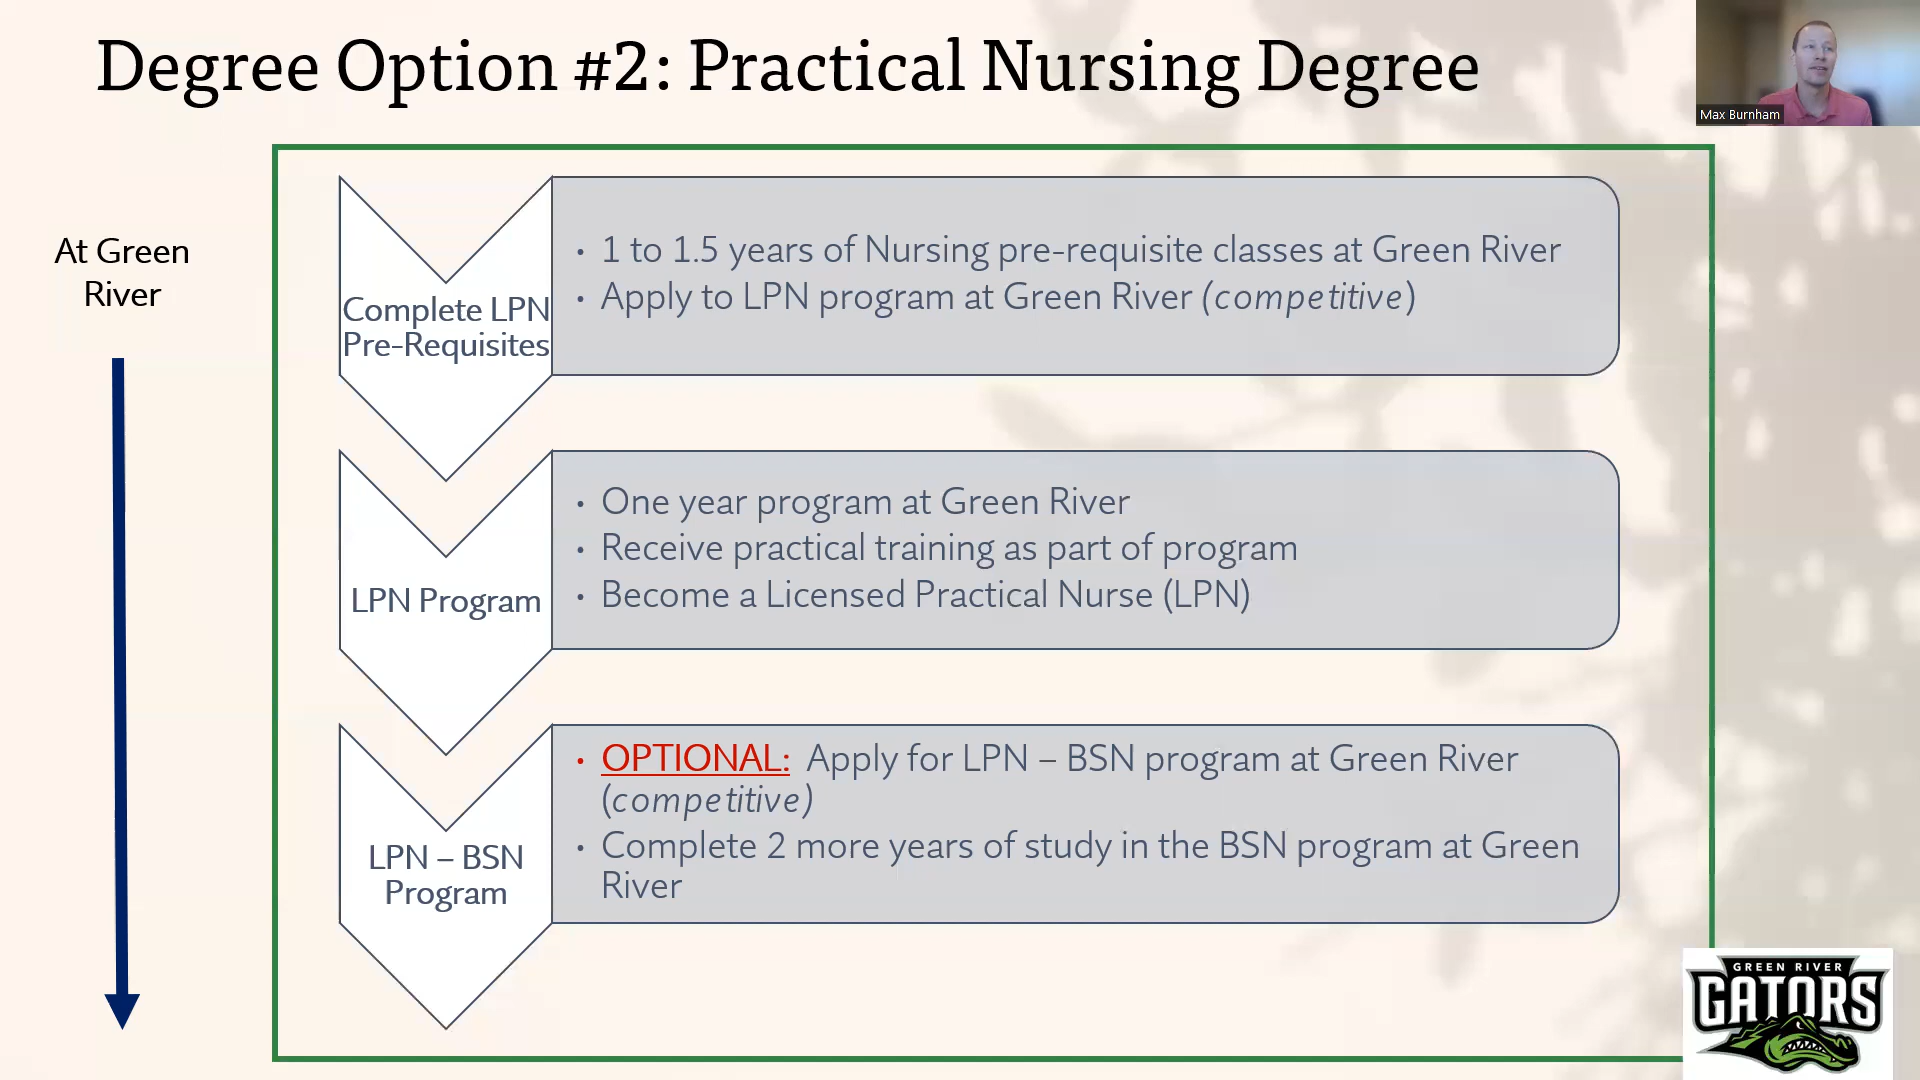 Degree Option #2: Practical Nursing Degree
Max Burnham
At Green
River
Complete LPN
Pre-Requisites
• 1 to 1.5 years of Nursing pre-requisite classes at Green River
• Apply to LPN program at Green River (competitive)
LPN Program
• One year program at Green River
• Receive practical training as part of program
• Become a Licensed Practical Nurse (LPN)
LPN – BSN
Program
• OPTIONAL: Apply for LPN – BSN program at Green River
(competitive)
• Complete 2 more years of study in the BSN program at Green
River
GREEN RIVER
GATORS